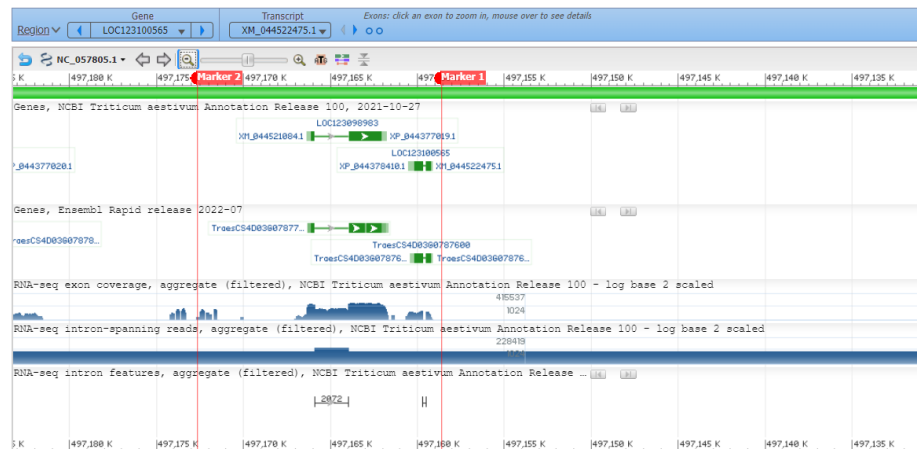 Gene Transcript Exons: click an exon to zoom in, mouse over to see details
Region LOC123100565 XM_044522475.1
NC_057805.1
5 K 497,180 K 497,175 Marker 2 497,170 K 497,165 K 497, Marker 1 497,155 K 497,150 K 497,145 K 497,140 K 497,135 K
Genes, NCBI Triticum aestivum Annotation Release 100, 2021-10-27
LOC123098983
XM_044521084.1 XP_044377019.1
LOC123100565
P_044377020.1 XP_044378410.1 XM_044522475.1
Genes, Ensembl Rapid release 2022-07
TraesCS4D03G07877...
raesCS4D03G07878... TraesCS4D03G0787600
TraesCS4D03G07876... TraesCS4D03G07876...
RNA-seq exon coverage, aggregate (filtered), NCBI Triticum aestivum Annotation Release 100 - log base 2 scaled
415537
1024
RNA-seq intron-spanning reads, aggregate (filtered), NCBI Triticum aestivum Annotation Release 100 - log base 2 scaled
228419
RNA-seq intron features, aggregate (filtered), NCBI Triticum aestivum Annotation Release ...
2072
5 K 497,180 K 497,175 K 497,170 K 497,165 K 497,160 K 497,155 K 497,150 K 497,145 K 497,140 K 497,135 K